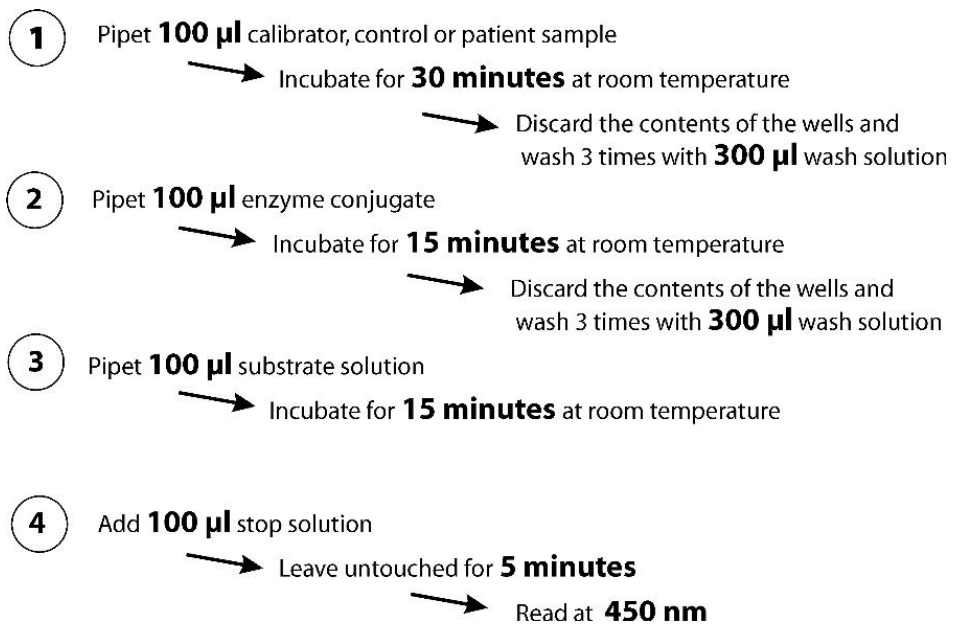 1 Pipet 100 µl calibrator, control or patient sample
Incubate for 30 minutes at room temperature
Discard the contents of the wells and
wash 3 times with 300 µl wash solution
2 Pipet 100 µl enzyme conjugate
Incubate for 15 minutes at room temperature
Discard the contents of the wells and
wash 3 times with 300 µl wash solution
3 Pipet 100 µl substrate solution
Incubate for 15 minutes at room temperature
4 Add 100 µl stop solution
Leave untouched for 5 minutes
Read at 450 nm